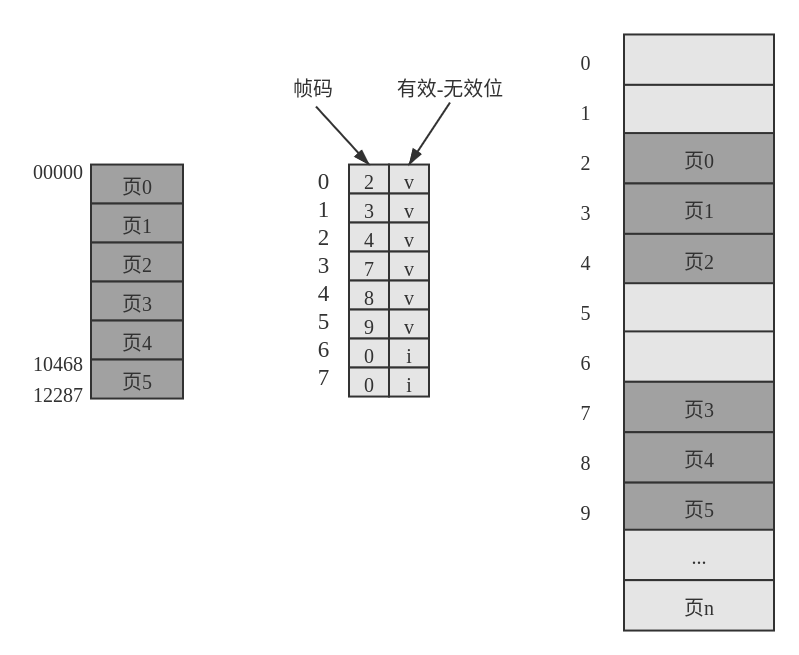 帧码
有效-无效位
00000
页0
页1
页2
页3
页4
10468
页5
12287
0 2 v
1 3 v
2 4 v
3 7 v
4 8 v
5 9 v
6 0 i
7 0 i
0
1
2 页0
3 页1
4 页2
5
6
7 页3
8 页4
9 页5
...
页n